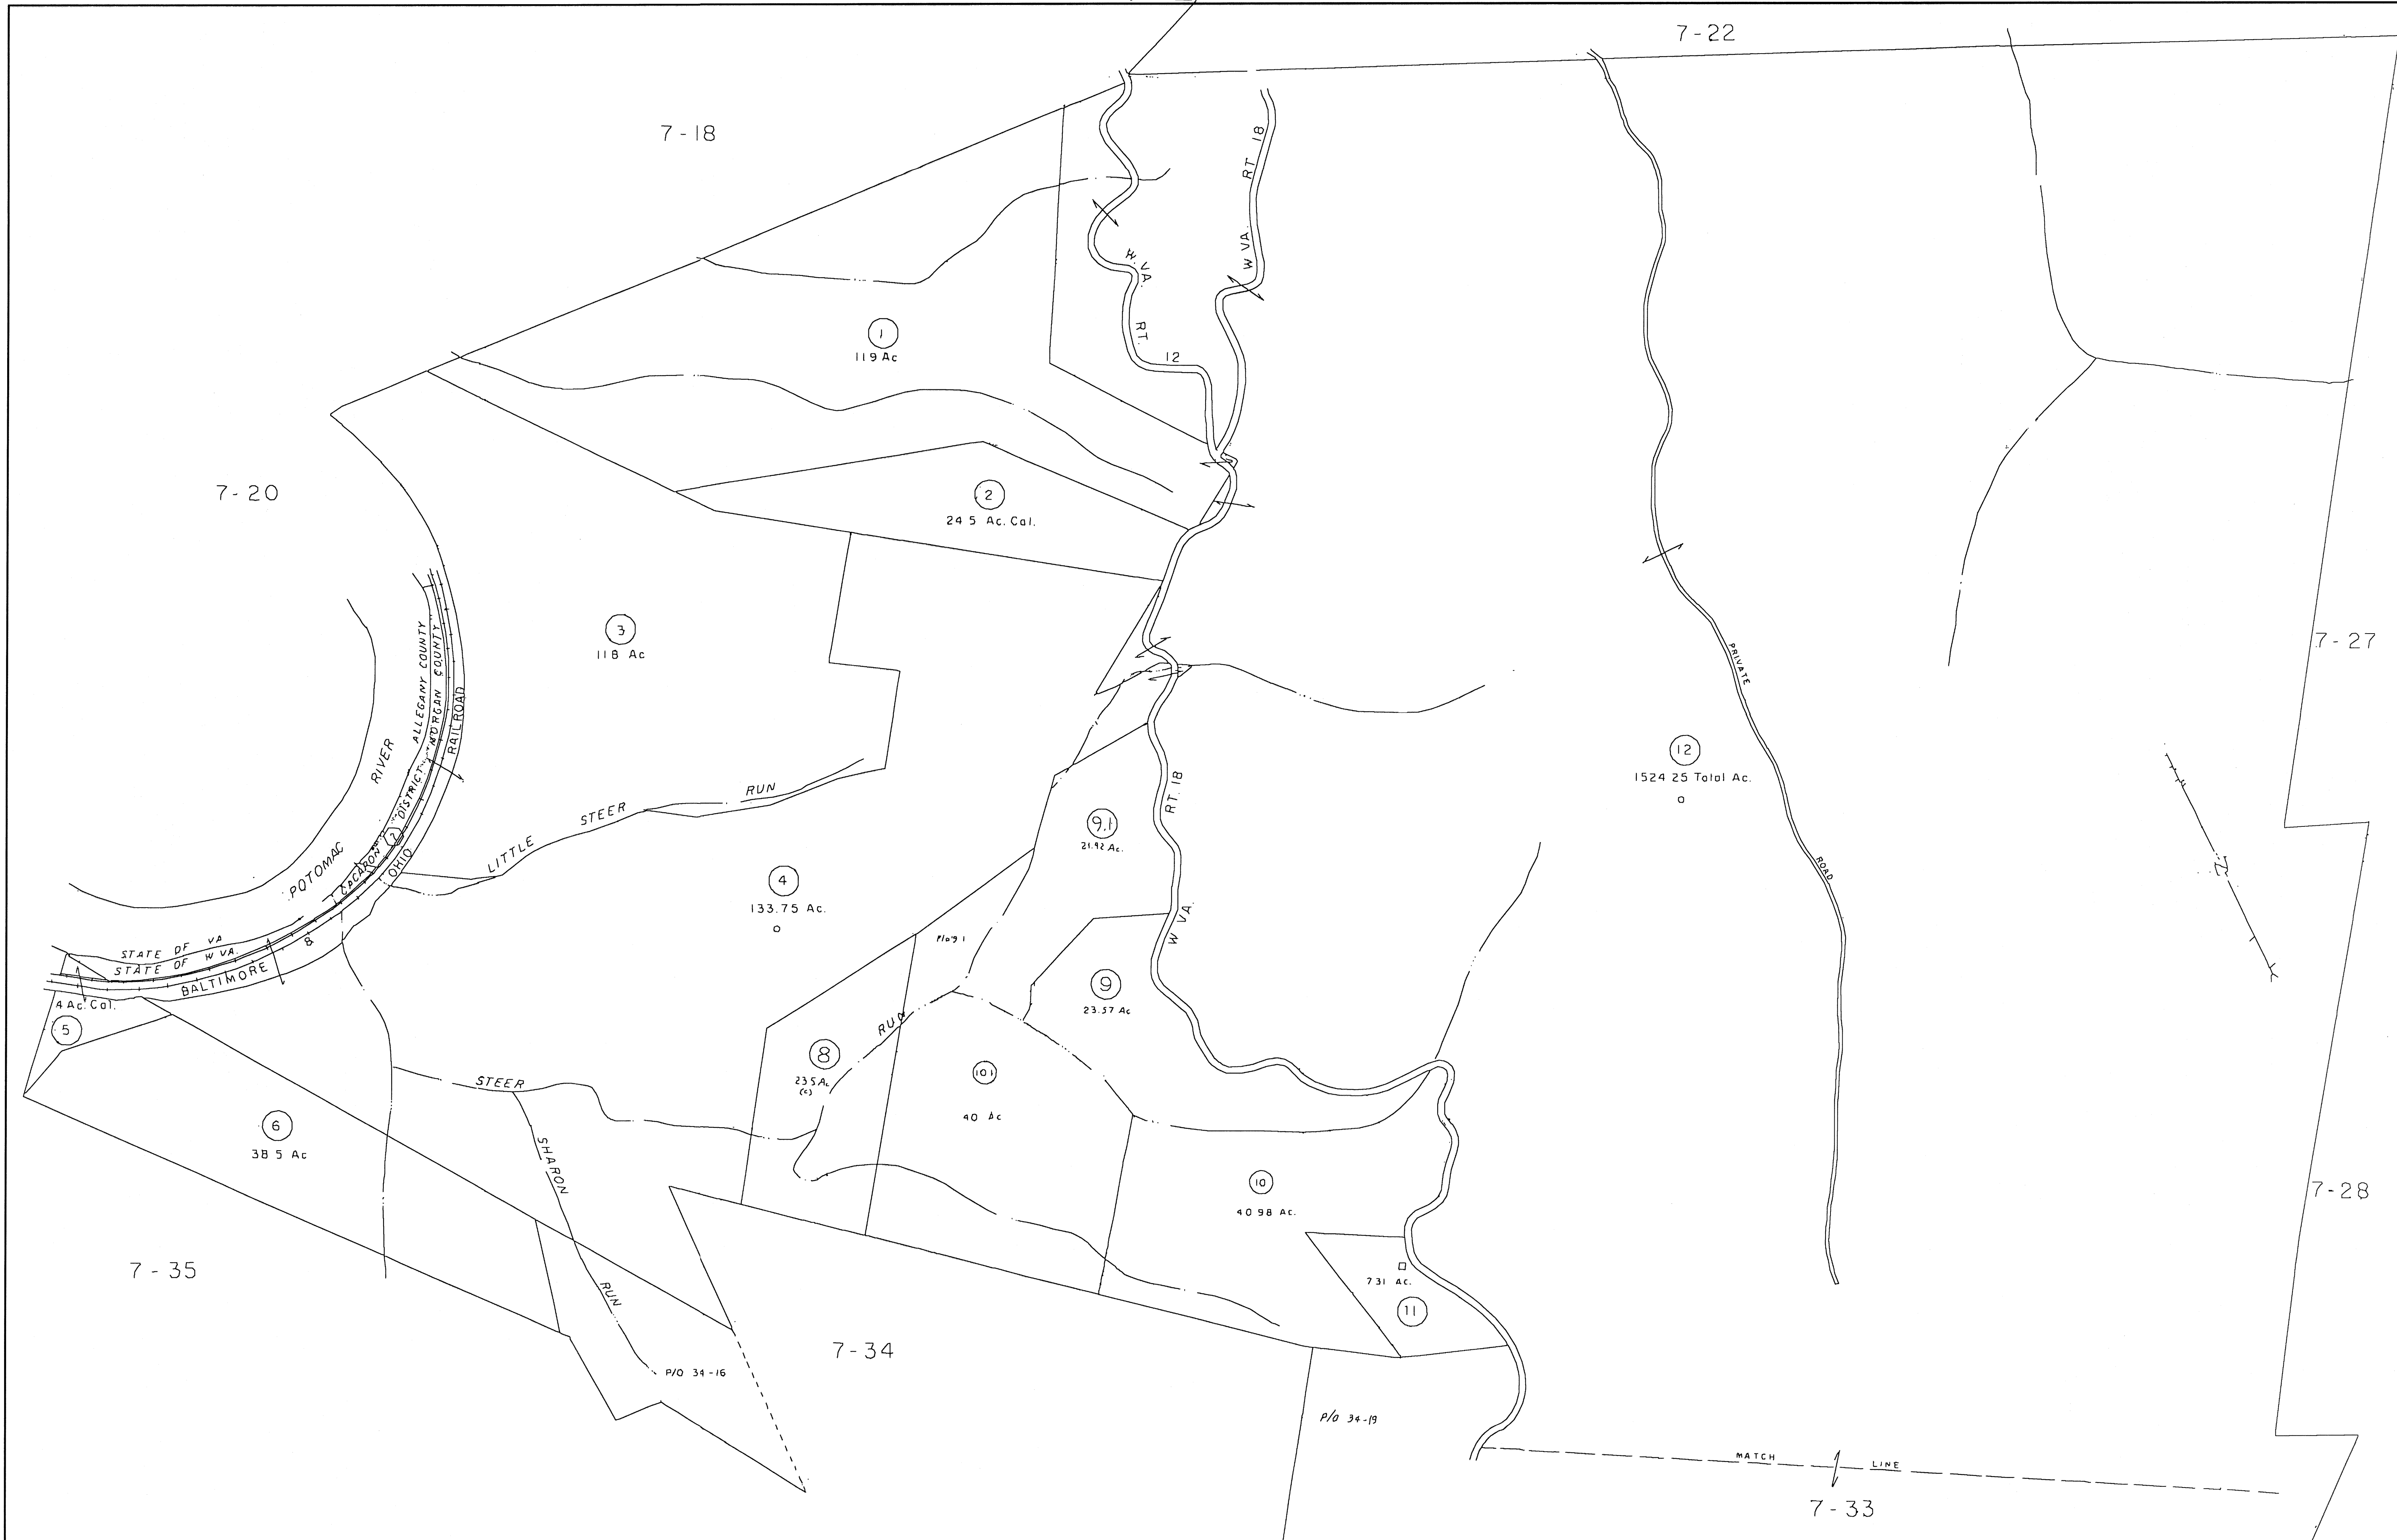 7-22
7-18
W. VA. RT. 12
W VA. RT 18
1
119 Ac
7-20
2
24 5 Ac. Cal.
3
118 Ac
7-27
ALLEGANY COUNTY
MORGAN COUNTY
CACAPON DISTRICT
POTOMAC RIVER
BALTIMORE & OHIO RAILROAD
LITTLE STEER RUN
PRIVATE ROAD
12
1524 25 Total Ac.
W VA. RT. 18
9.1
21.92 Ac.
4
133.75 Ac.
P/O 9.1
STATE OF VA
STATE OF W VA.
N
9
23.57 Ac
4 Ac. Cal.
5
8
23.5 Ac
(c)
101
40 Ac
STEER RUN
6
38 5 Ac
SHARON RUN
10
40 98 Ac.
7-28
7-35
731 Ac.
11
7-34
P/O 34-16
P/O 34-19
MATCH LINE
7-33